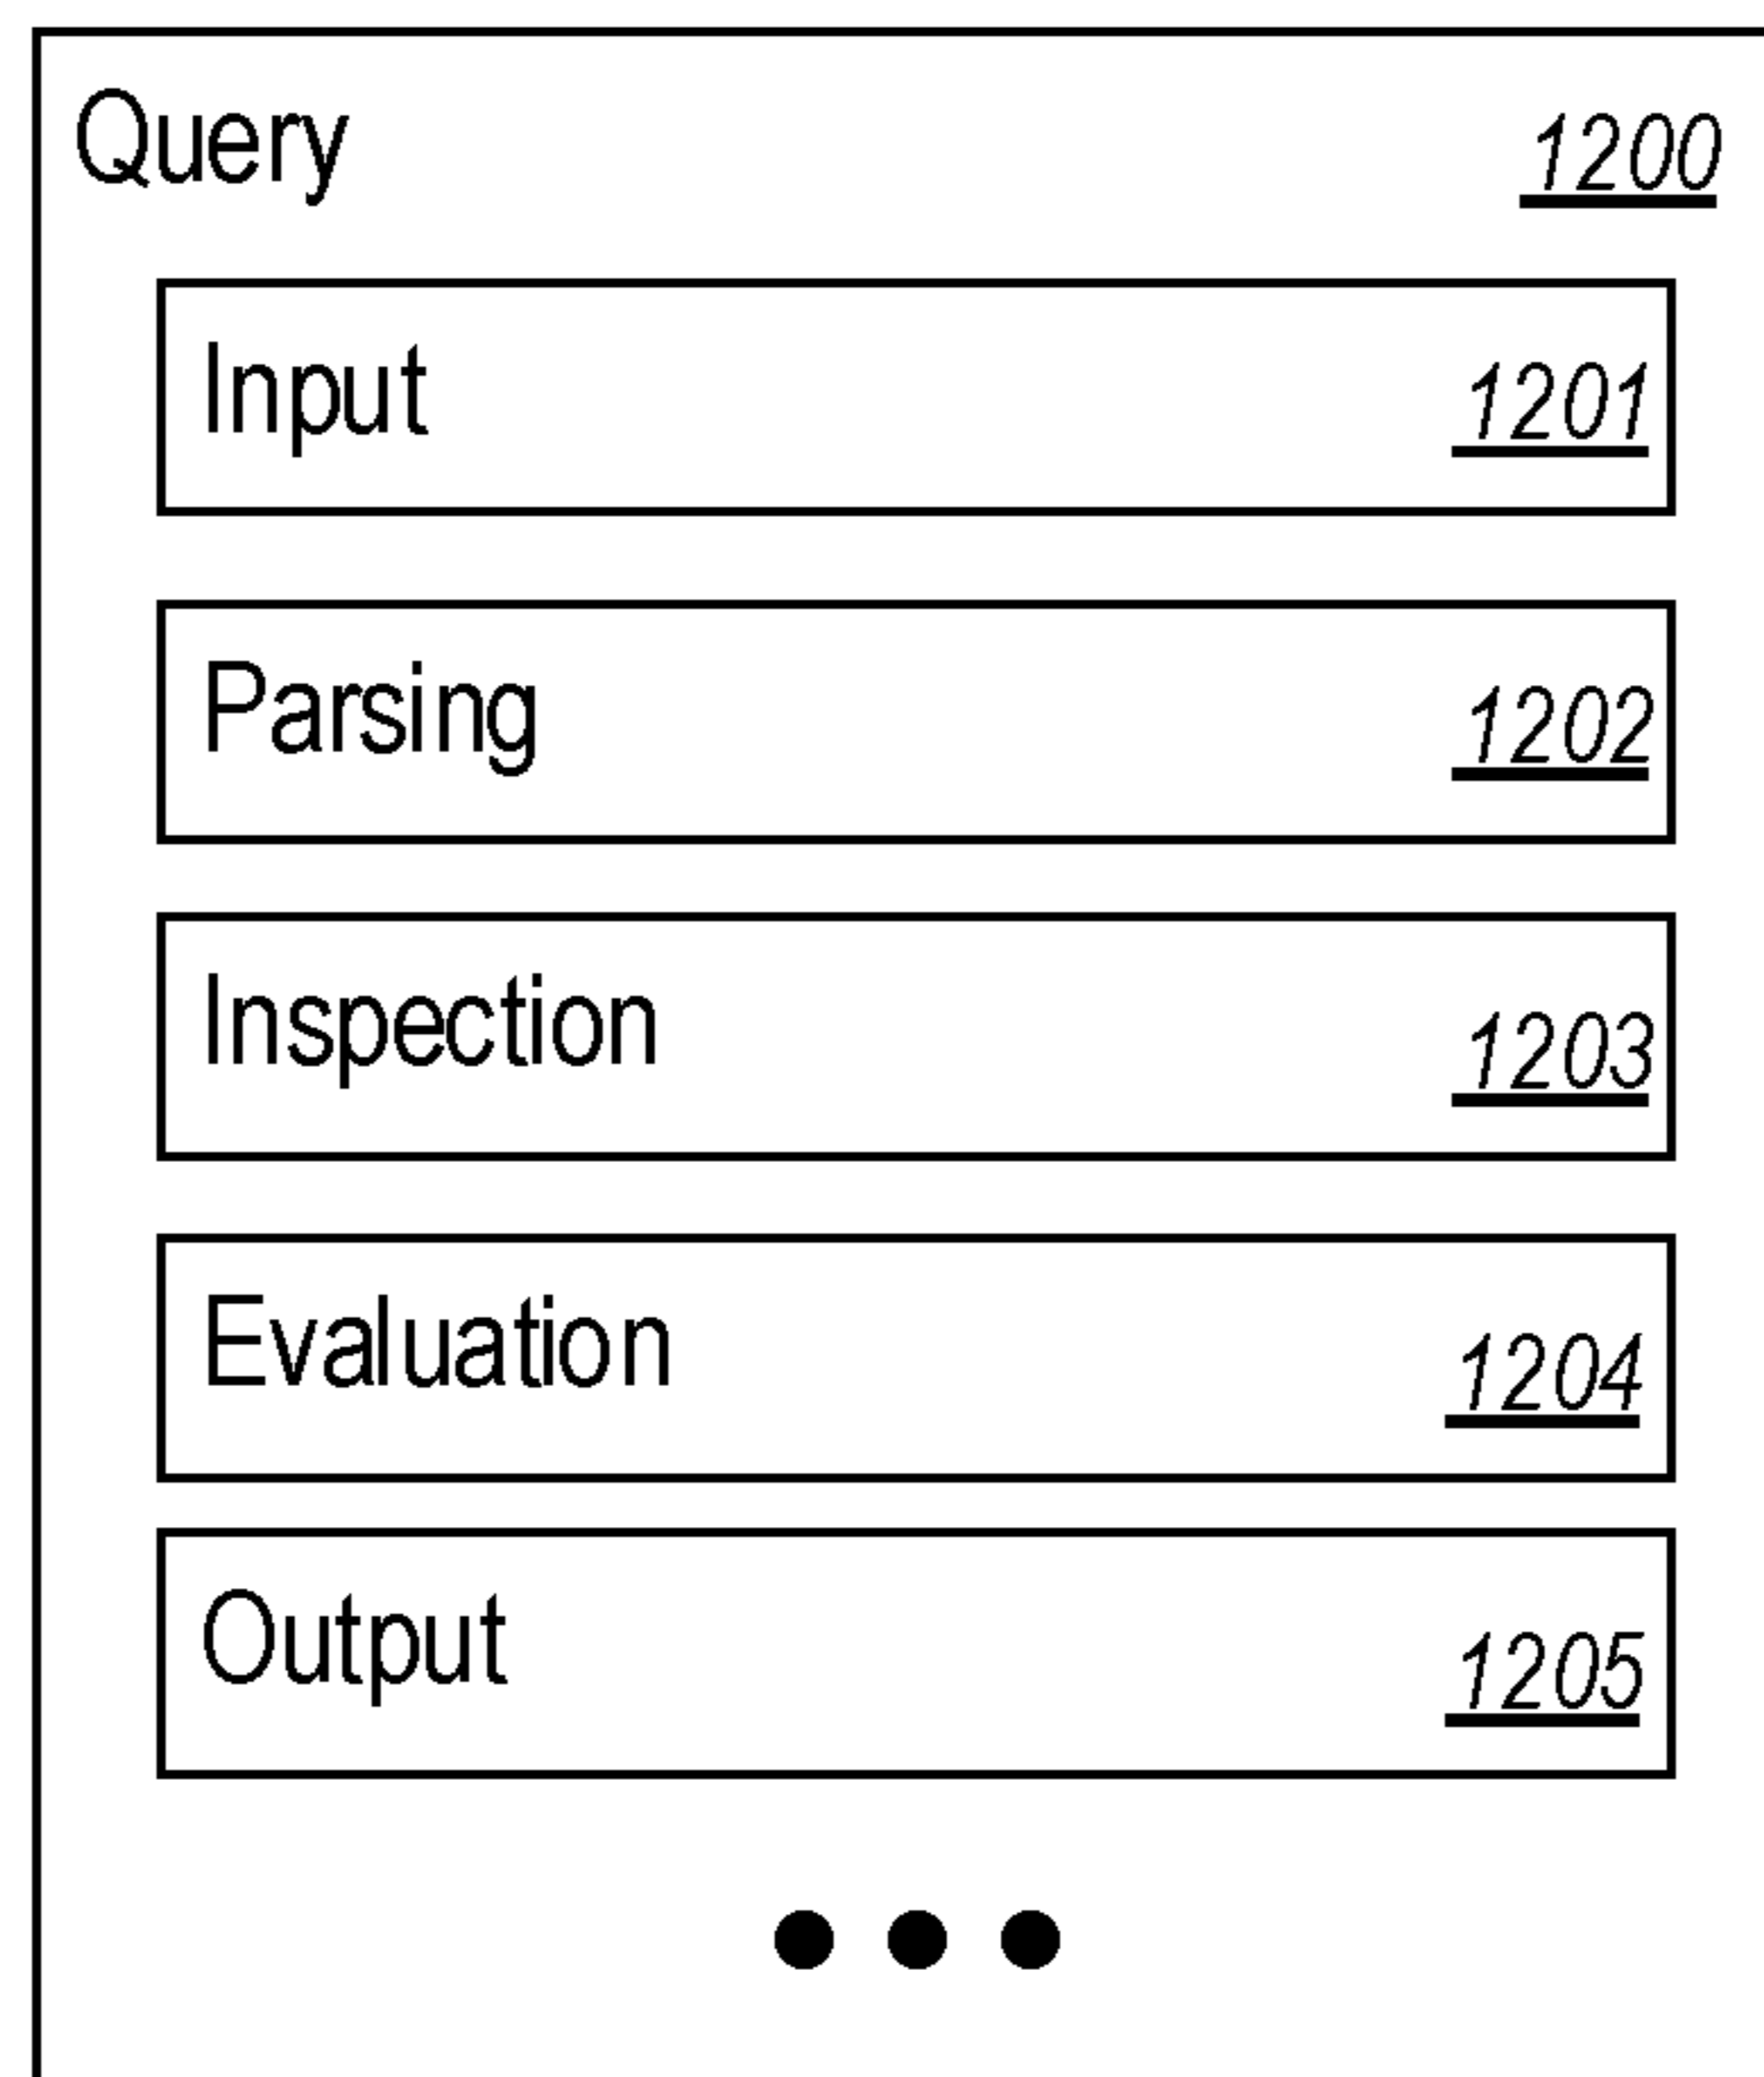 Query 1200
Input 1201
Parsing 1202
Inspection 1203
Evaluation 1204
Output 1205